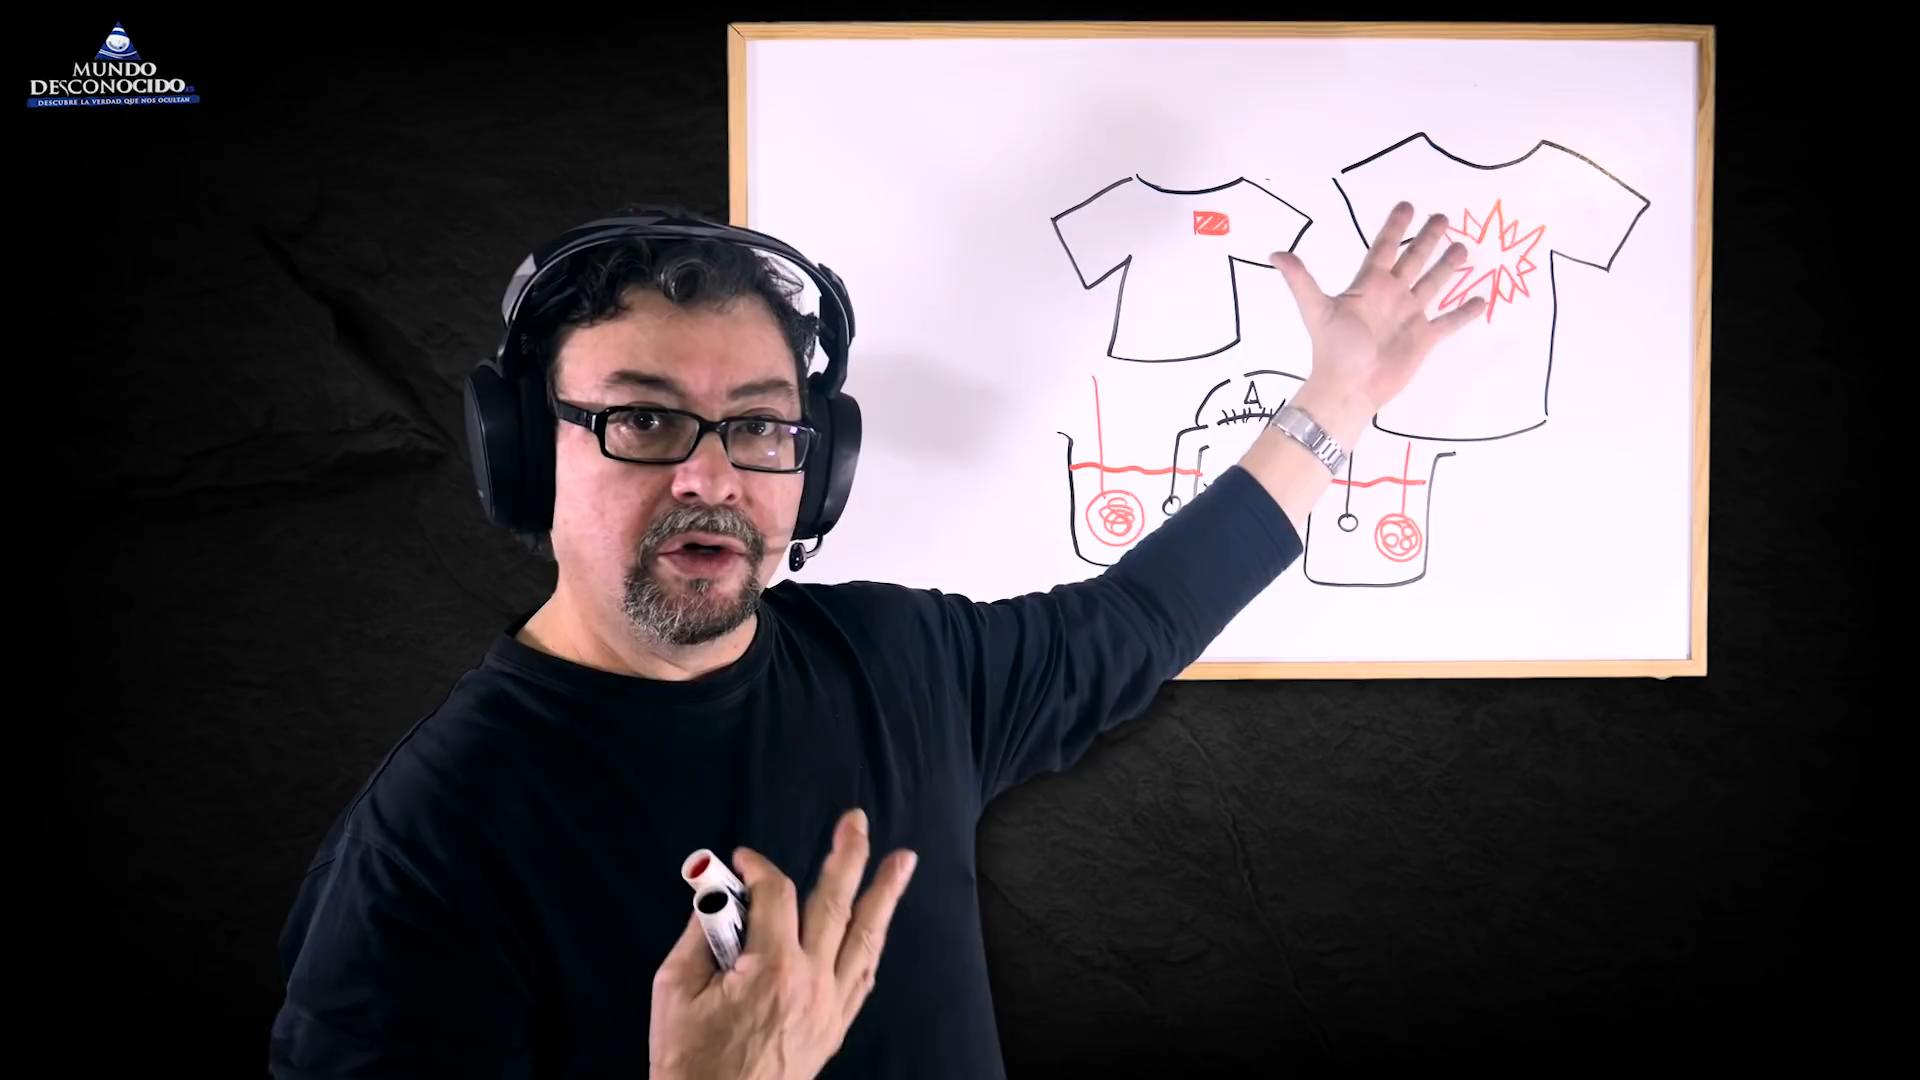 MUNDO
DESCONOCIDO
DESCUBRE LA VERDAD QUE NOS OCULTAN
A